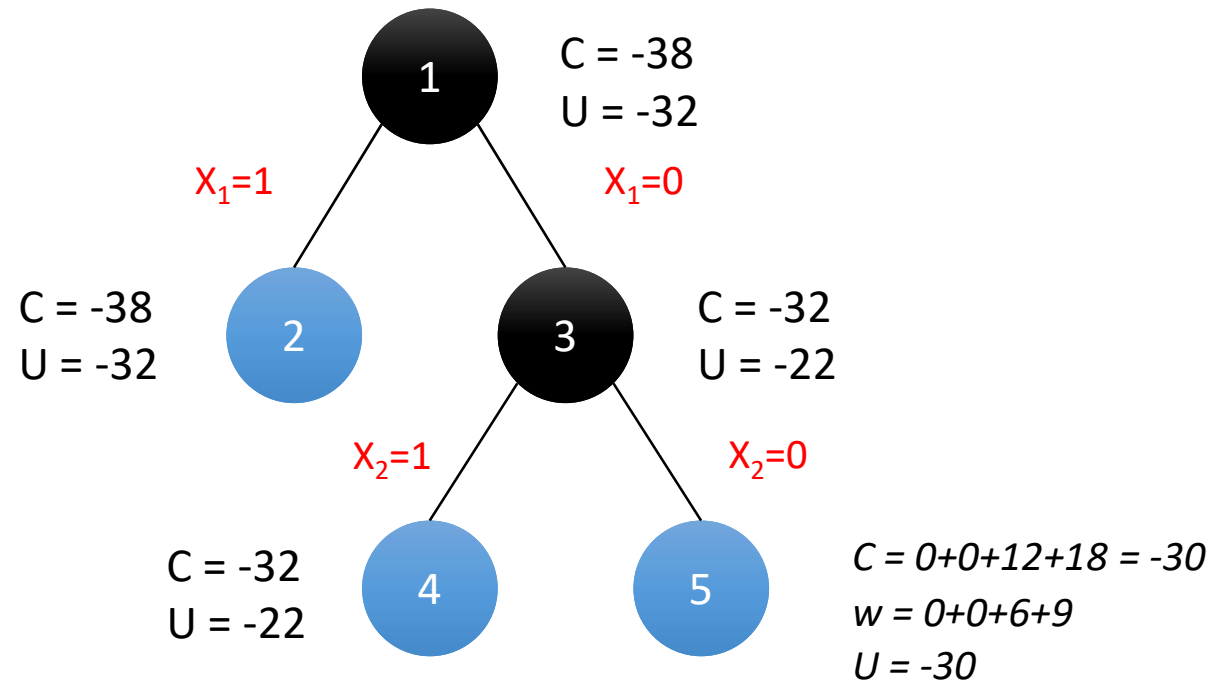 1
C = -38
U = -32
X₁=1
X₁=0
C = -38
U = -32
2
3
C = -32
U = -22
X₂=1
X₂=0
C = -32
U = -22
4
5
C = 0+0+12+18 = -30
w = 0+0+6+9
U = -30